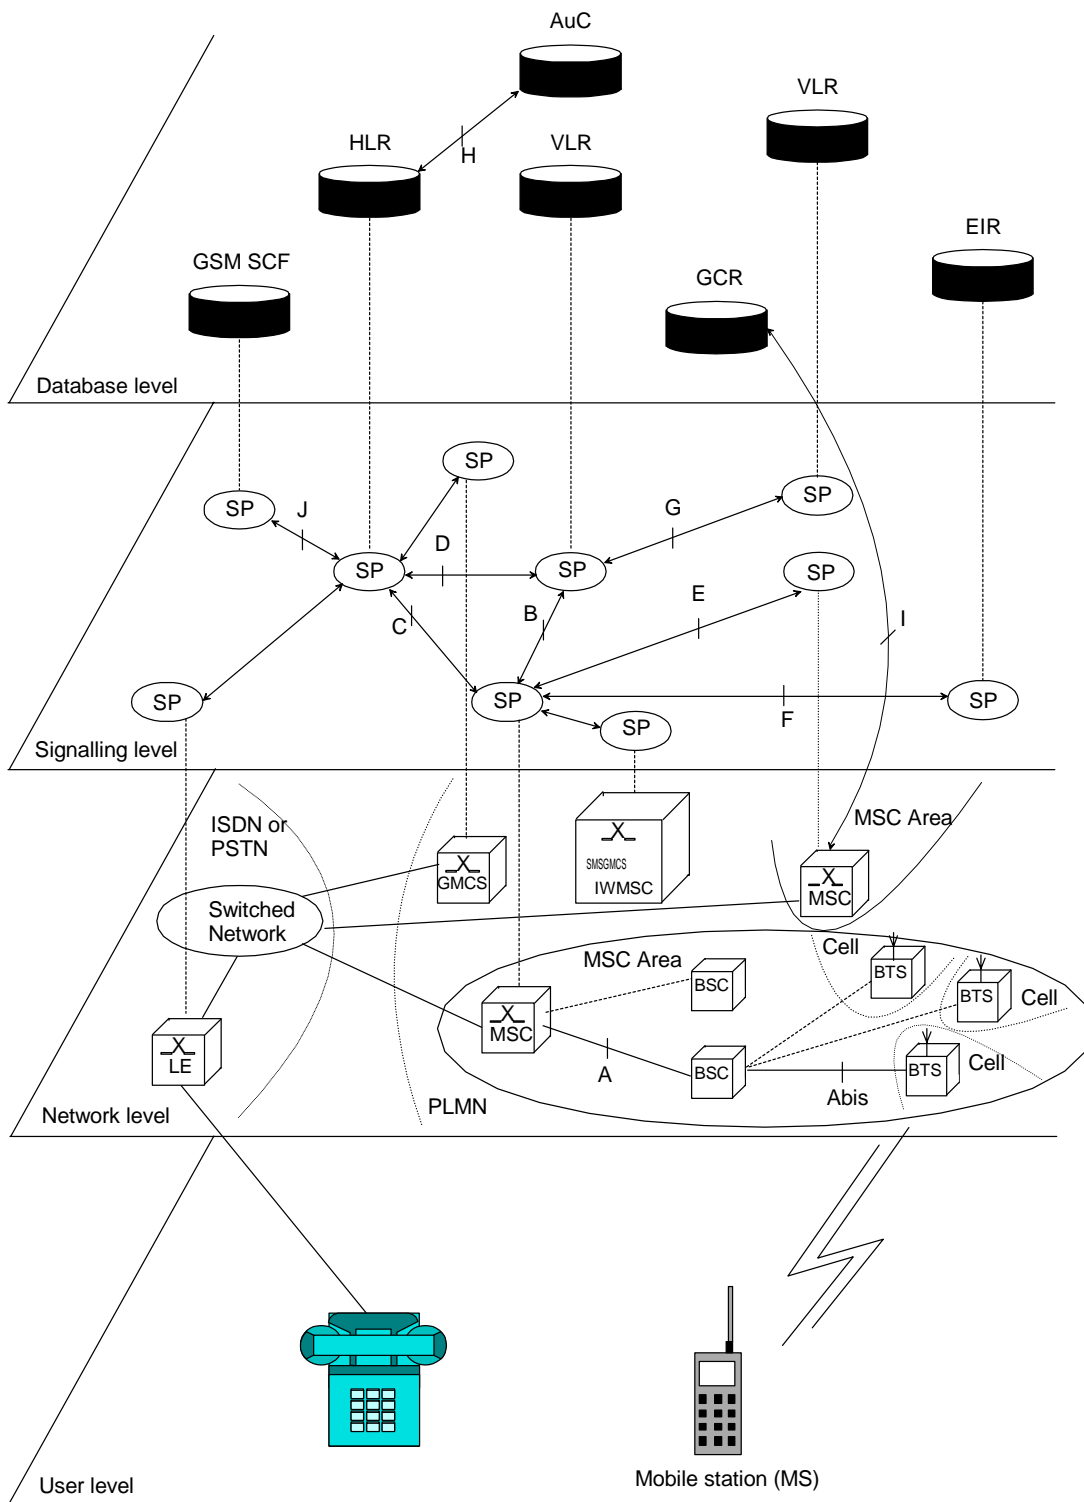 AuC
VLR
HLR
H
VLR
EIR
GSM SCF
GCR
Database level
SP
SP
SP
J
G
D
SP
SP
SP
E
C
B
I
SP
SP
SP
F
SP
Signalling level
ISDN or
PSTN
MSC Area
SMSGMCS
IWMSC
GMCS
MSC
Switched
Network
Cell
MSC Area
BTS
BSC
BTS
Cell
MSC
LE
A
BSC
BTS
Cell
Abis
PLMN
Network level
Mobile station (MS)
User level